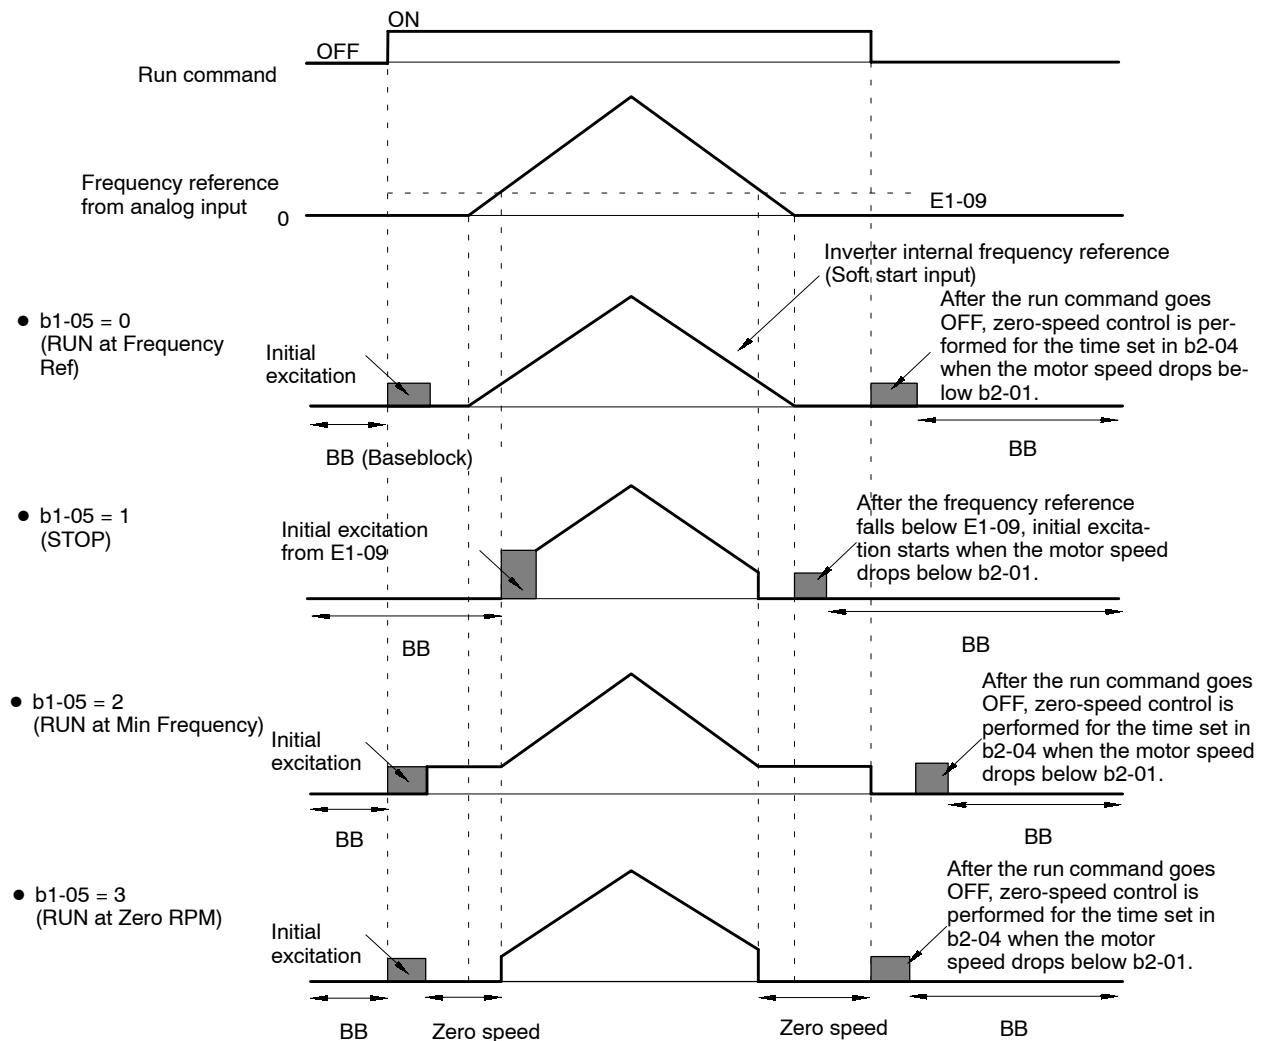 ON
OFF
Run command
Frequency reference
from analog input
0
E1-09
Inverter internal frequency reference
(Soft start input)
● b1-05 = 0
(RUN at Frequency
Ref)
Initial
excitation
After the run command goes
OFF, zero-speed control is per-
formed for the time set in b2-04
when the motor speed drops be-
low b2-01.
BB (Baseblock)
BB
● b1-05 = 1
(STOP)
Initial excitation
from E1-09
After the frequency reference
falls below E1-09, initial excita-
tion starts when the motor speed
drops below b2-01.
BB
BB
● b1-05 = 2
(RUN at Min Frequency)
Initial
excitation
After the run command goes
OFF, zero-speed control is
performed for the time set in
b2-04 when the motor speed
drops below b2-01.
BB
BB
● b1-05 = 3
(RUN at Zero RPM)
Initial
excitation
After the run command goes
OFF, zero-speed control is
performed for the time set in
b2-04 when the motor
speed drops below b2-01.
BB
Zero speed
Zero speed
BB